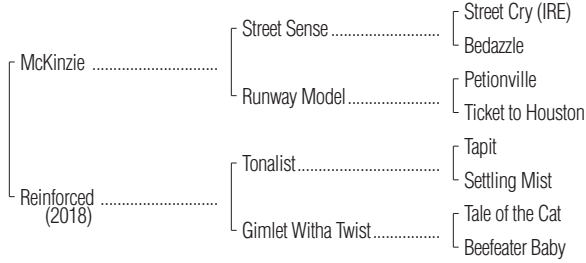 Street Cry (IRE)
Street Sense ........................
Bedazzle
McKinzie ............................
Petionville
Runway Model....................
Ticket to Houston
Tapit
Tonalist...............................
Settling Mist
Reinforced ..........................
(2018)
Tale of the Cat
Gimlet Witha Twist...............
Beefeater Baby